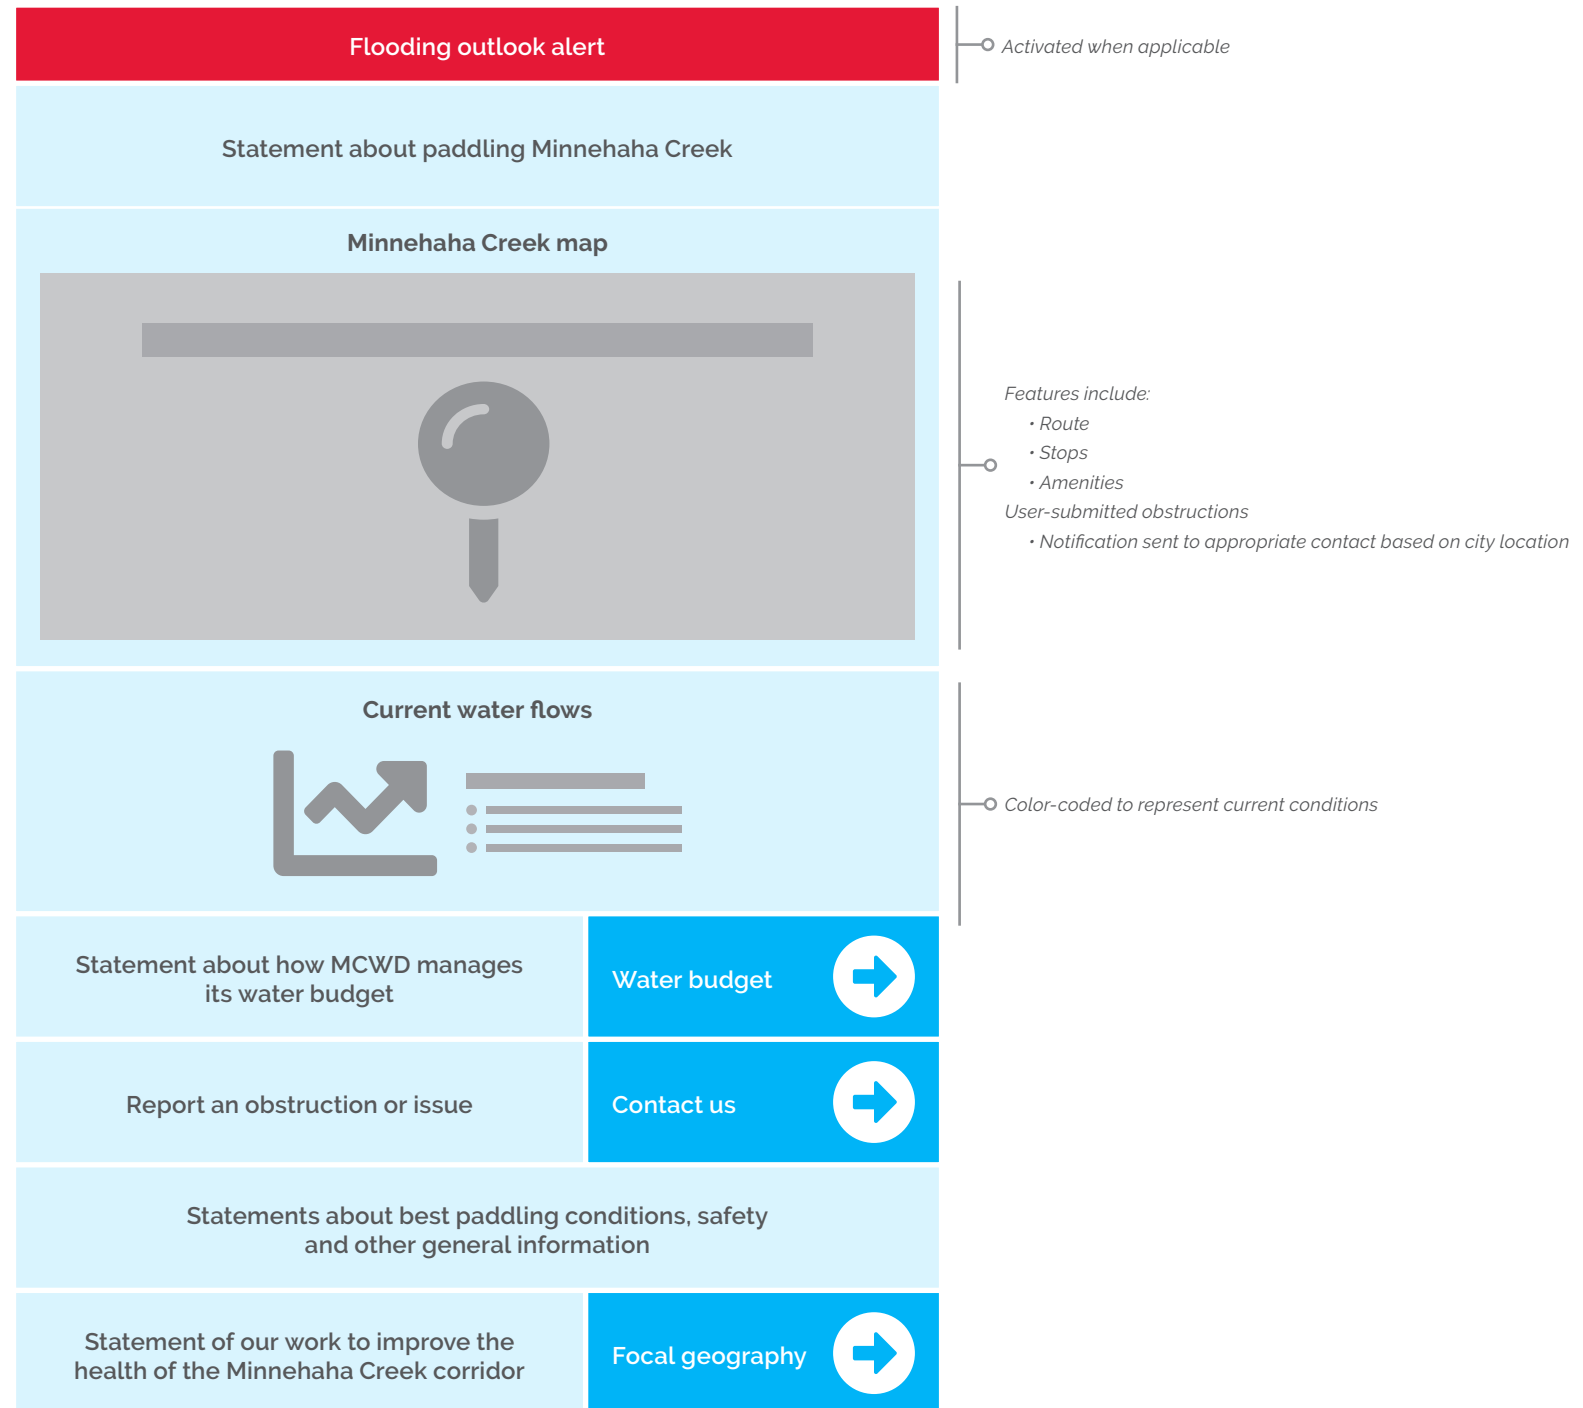 Flooding outlook alert
Activated when applicable
Statement about paddling Minnehaha Creek
Minnehaha Creek map
Features include:
• Route
• Stops
• Amenities
User-submitted obstructions
• Notification sent to appropriate contact based on city location
Current water flows
Color-coded to represent current conditions
Statement about how MCWD manages
its water budget
Water budget
Report an obstruction or issue
Contact us
Statements about best paddling conditions, safety
and other general information
Statement of our work to improve the
health of the Minnehaha Creek corridor
Focal geography